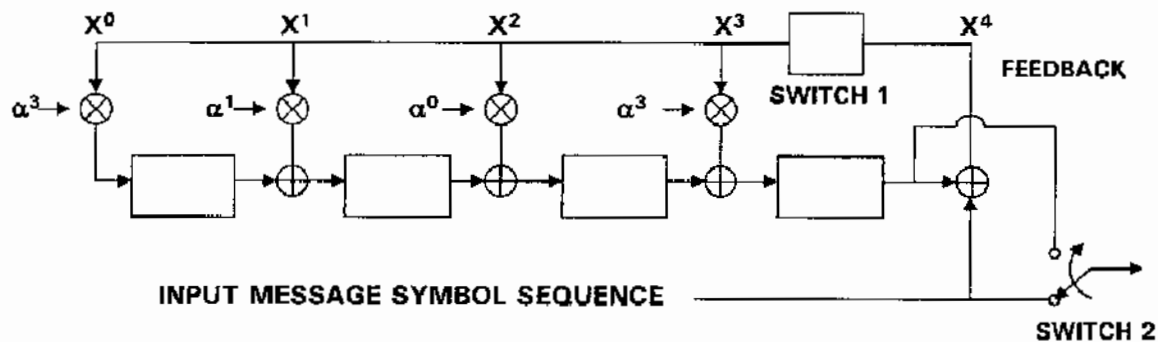 X⁰ X¹ X² X³ X⁴
FEEDBACK
SWITCH 1
α³ α¹ α⁰ α³
INPUT MESSAGE SYMBOL SEQUENCE
SWITCH 2